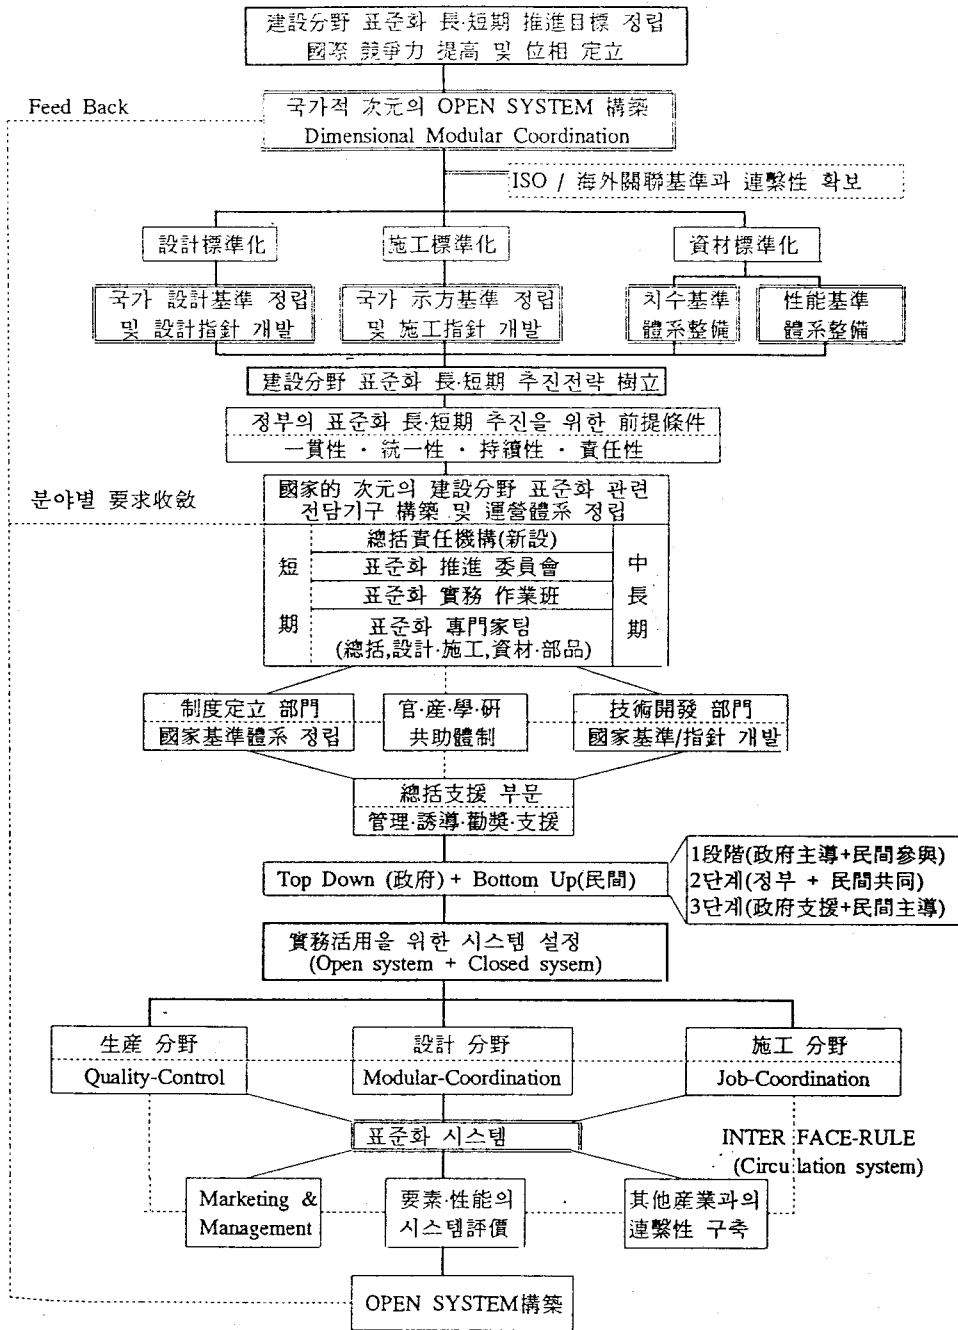 建設分野 표준화 長·短期 推進目標 정립
國際 競爭力 提高 및 位相 定立
Feed Back
국가적 次元의 OPEN SYSTEM 構築
Dimensional Modular Coordination
ISO / 海外關聯基準과 連繫性 확보
設計標準化
施工標準化
資材標準化
국가 設計基準 정립
및 設計指針 개발
국가 示方基準 정립
및 施工指針 개발
치수基準
體系整備
性能基準
體系整備
建設分野 표준화 長·短期 추진전략 樹立
정부의 표준화 長·短期 추진을 위한 前提條件
一貫性 · 統一性 · 持續性 · 責任性
분야별 要求收斂
國家的 次元의 建設分野 표준화 관련
전담기구 構築 및 運營體系 정립
短
期
總括責任機構(新設)
표준화 推進 委員會
표준화 實務 作業班
표준화 專門家팀
(總括,設計·施工,資材·部品)
中
長
期
制度定立 部門
國家基準體系 정립
官·産·學·硏
共助體制
技術開發 部門
國家基準/指針 개발
總括支援 부문
管理·誘導·勸獎·支援
Top Down (政府) + Bottom Up(民間)
1段階(政府主導+民間參與)
2단계(정부 + 民間共同)
3단계(政府支援+民間主導)
實務活用을 위한 시스템 설정
(Open system + Closed sysem)
生産 分野
Quality-Control
設計 分野
Modular-Coordination
施工 分野
Job-Coordination
표준화 시스템
INTER FACE-RULE
(Circulation system)
Marketing &
Management
要素·性能의
시스템評價
其他産業과의
連繫性 구축
OPEN SYSTEM構築